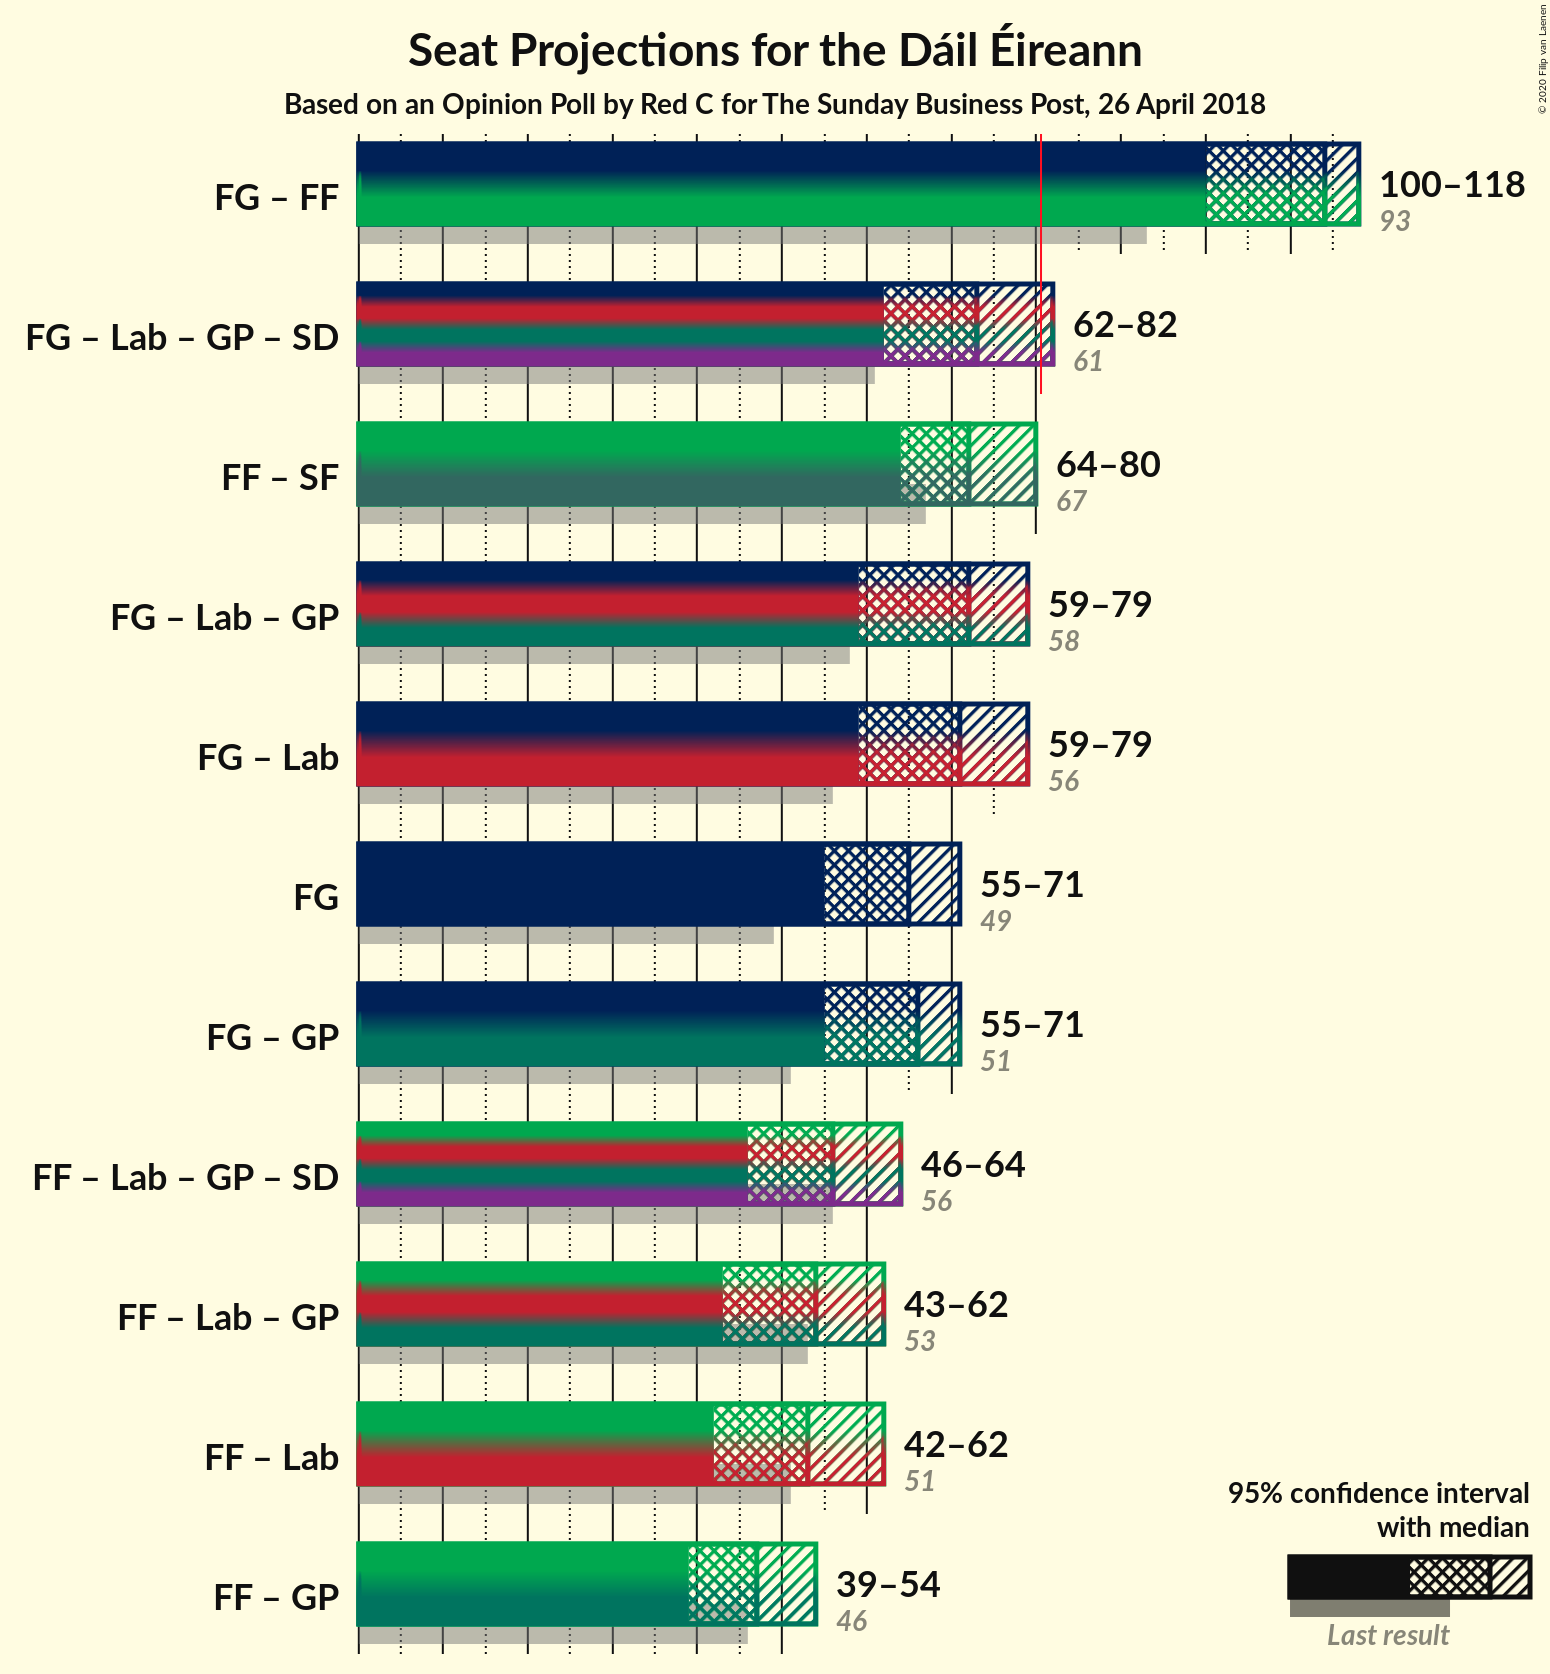 Seat Projections for the Dáil Éireann
Based on an Opinion Poll by Red C for The Sunday Business Post, 26 April 2018
© 2020 Filip van Laenen
FG – FF
100–118
93
FG – Lab – GP – SD
62–82
61
FF – SF
64–80
67
FG – Lab – GP
59–79
58
FG – Lab
59–79
56
FG
55–71
49
FG – GP
55–71
51
FF – Lab – GP – SD
46–64
56
FF – Lab – GP
43–62
53
FF – Lab
42–62
51
FF – GP
39–54
46
95% confidence interval
with median
Last result